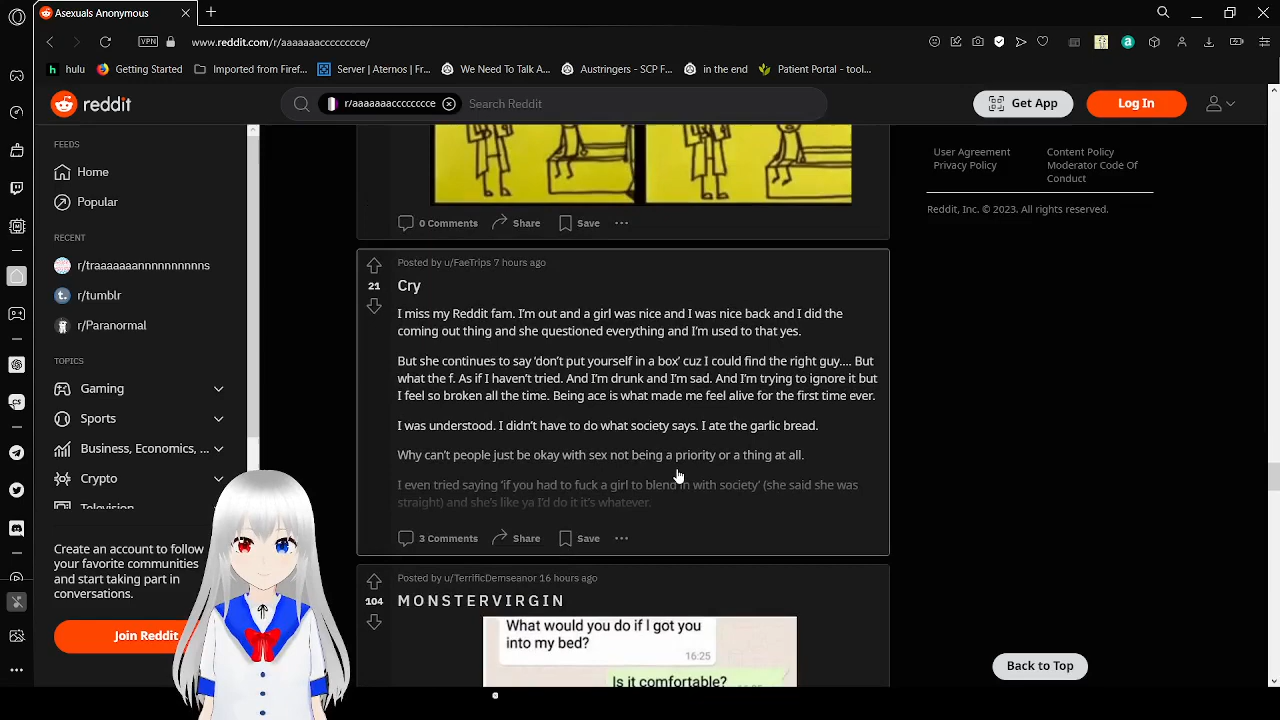 Asexuals Anonymous
VPN
www.reddit.com/r/aaaaaaacccccccce/
hulu
Getting Started
Imported from Firef...
Server | Aternos | Fr...
We Need To Talk A...
Austringers - SCP F...
in the end
Patient Portal - tool...
reddit
r/aaaaaaacccccccce
Search Reddit
Get App
Log In
FEEDS
Home
Popular
RECENT
r/traaaaaaannnnnnnnnns
r/tumblr
r/Paranormal
TOPICS
Gaming
Sports
Business, Economics, ...
Crypto
Television
Create an account to follow
your favorite communities
and start taking part in
conversations.
Join Reddit
0 Comments
Share
Save
Posted by u/FaeTrips 7 hours ago
21
Cry
I miss my Reddit fam. I'm out and a girl was nice and I was nice back and I did the
coming out thing and she questioned everything and I'm used to that yes.
But she continues to say 'don't put yourself in a box' cuz I could find the right guy.... But
what the f. As if I haven't tried. And I'm drunk and I'm sad. And I'm trying to ignore it but
I feel so broken all the time. Being ace is what made me feel alive for the first time ever.
I was understood. I didn't have to do what society says. I ate the garlic bread.
Why can't people just be okay with sex not being a priority or a thing at all.
I even tried saying 'if you had to fuck a girl to blend in with society' (she said she was
straight) and she's like ya I'd do it it's whatever.
3 Comments
Share
Save
Posted by u/TerrificDemseanor 16 hours ago
104
M O N S T E R V I R G I N
What would you do if I got you
into my bed?
16:25
Is it comfortable?
User Agreement
Privacy Policy
Content Policy
Moderator Code Of
Conduct
Reddit, Inc. © 2023. All rights reserved.
Back to Top